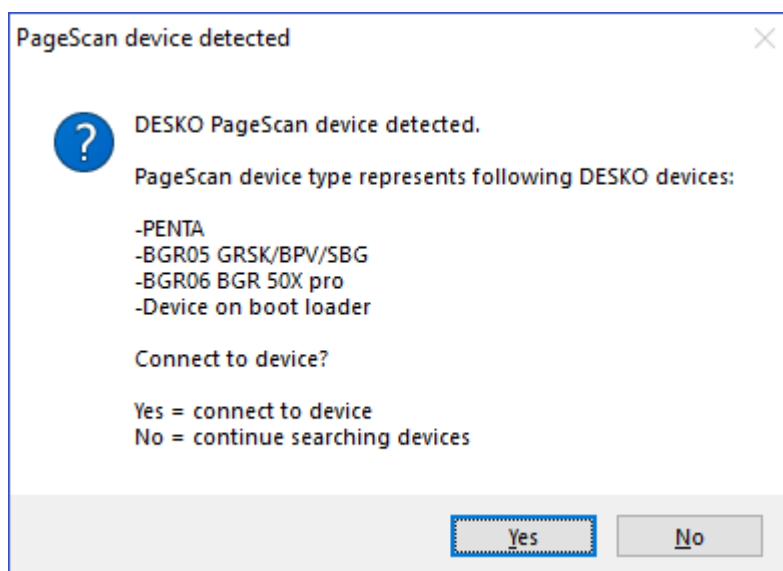 PageScan device detected
DESKO PageScan device detected.
PageScan device type represents following DESKO devices:
-PENTA
-BGR05 GRSK/BPV/SBG
-BGR06 BGR 50X pro
-Device on boot loader
Connect to device?
Yes = connect to device
No = continue searching devices
Yes
No